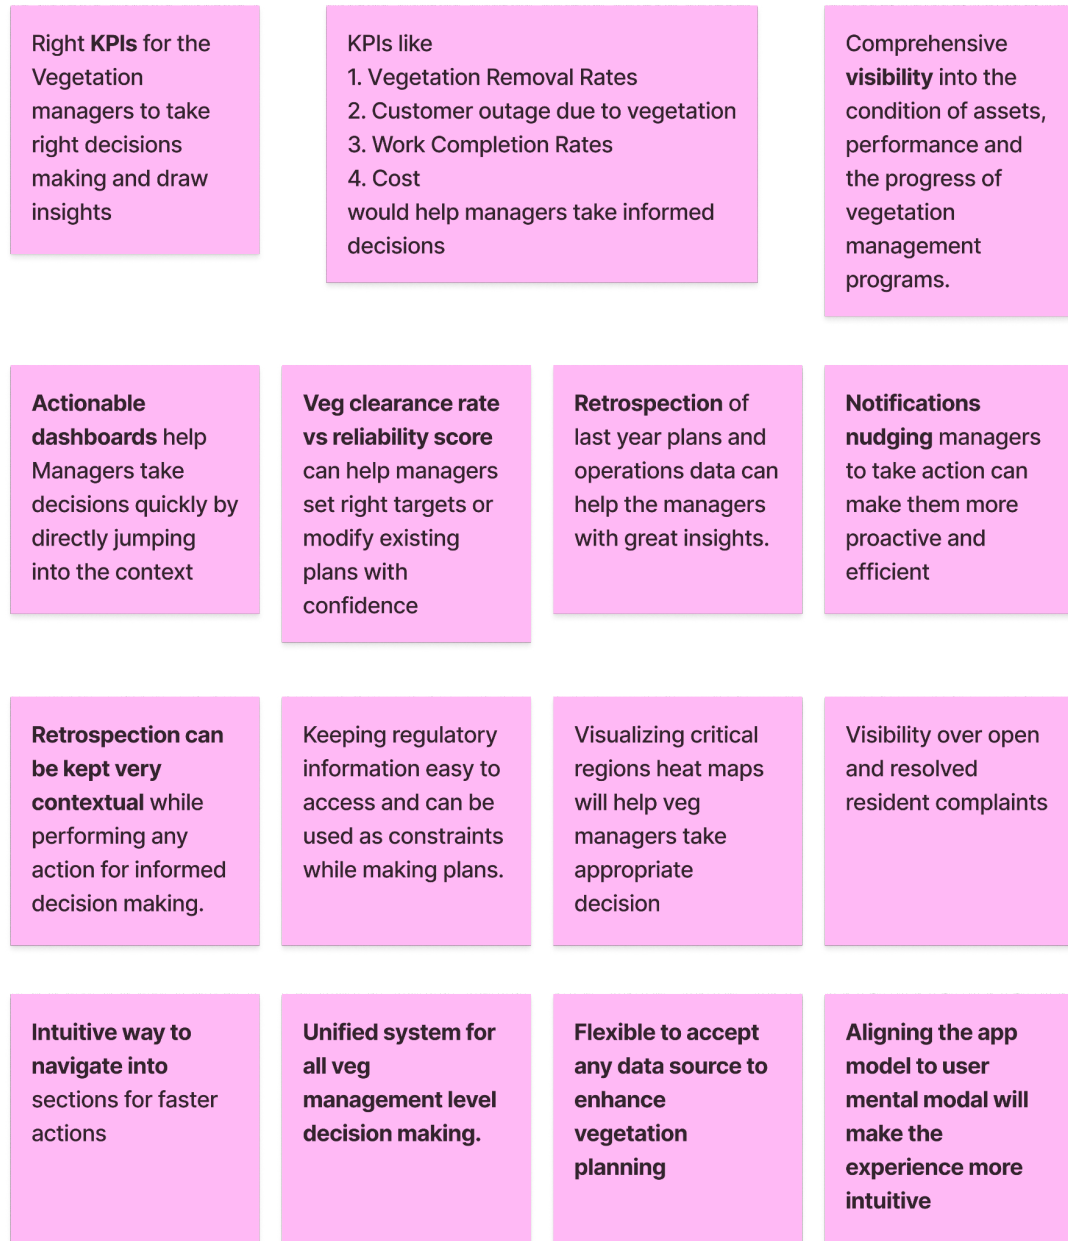 Right KPIs for the
Vegetation
managers to take
right decisions
making and draw
insights
KPIs like
1. Vegetation Removal Rates
2. Customer outage due to vegetation
3. Work Completion Rates
4. Cost
would help managers take informed
decisions
Comprehensive
visibility into the
condition of assets,
performance and
the progress of
vegetation
management
programs.
Actionable
dashboards help
Managers take
decisions quickly by
directly jumping
into the context
Veg clearance rate
vs reliability score
can help managers
set right targets or
modify existing
plans with
confidence
Retrospection of
last year plans and
operations data can
help the managers
with great insights.
Notifications
nudging managers
to take action can
make them more
proactive and
efficient
Retrospection can
be kept very
contextual while
performing any
action for informed
decision making.
Keeping regulatory
information easy to
access and can be
used as constraints
while making plans.
Visualizing critical
regions heat maps
will help veg
managers take
appropriate
decision
Visibility over open
and resolved
resident complaints
Intuitive way to
navigate into
sections for faster
actions
Unified system for
all veg
management level
decision making.
Flexible to accept
any data source to
enhance
vegetation
planning
Aligning the app
model to user
mental modal will
make the
experience more
intuitive